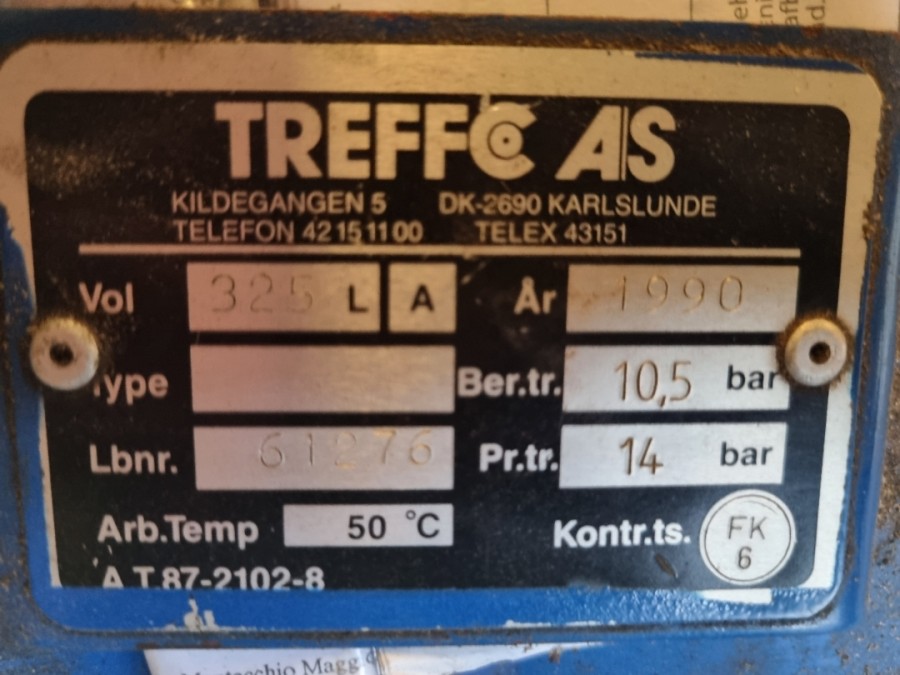 TREFFC A/S
KILDEGANGEN 5 DK-2690 KARLSLUNDE
TELEFON 42 15 11 00 TELEX 43151
Vol 325 L A År 1990
Type Ber.tr. 10,5 bar
Lbnr. 61276 Pr.tr. 14 bar
Arb.Temp 50 °C Kontr.ts. FK 6
A.T.87-2102-8
Magg